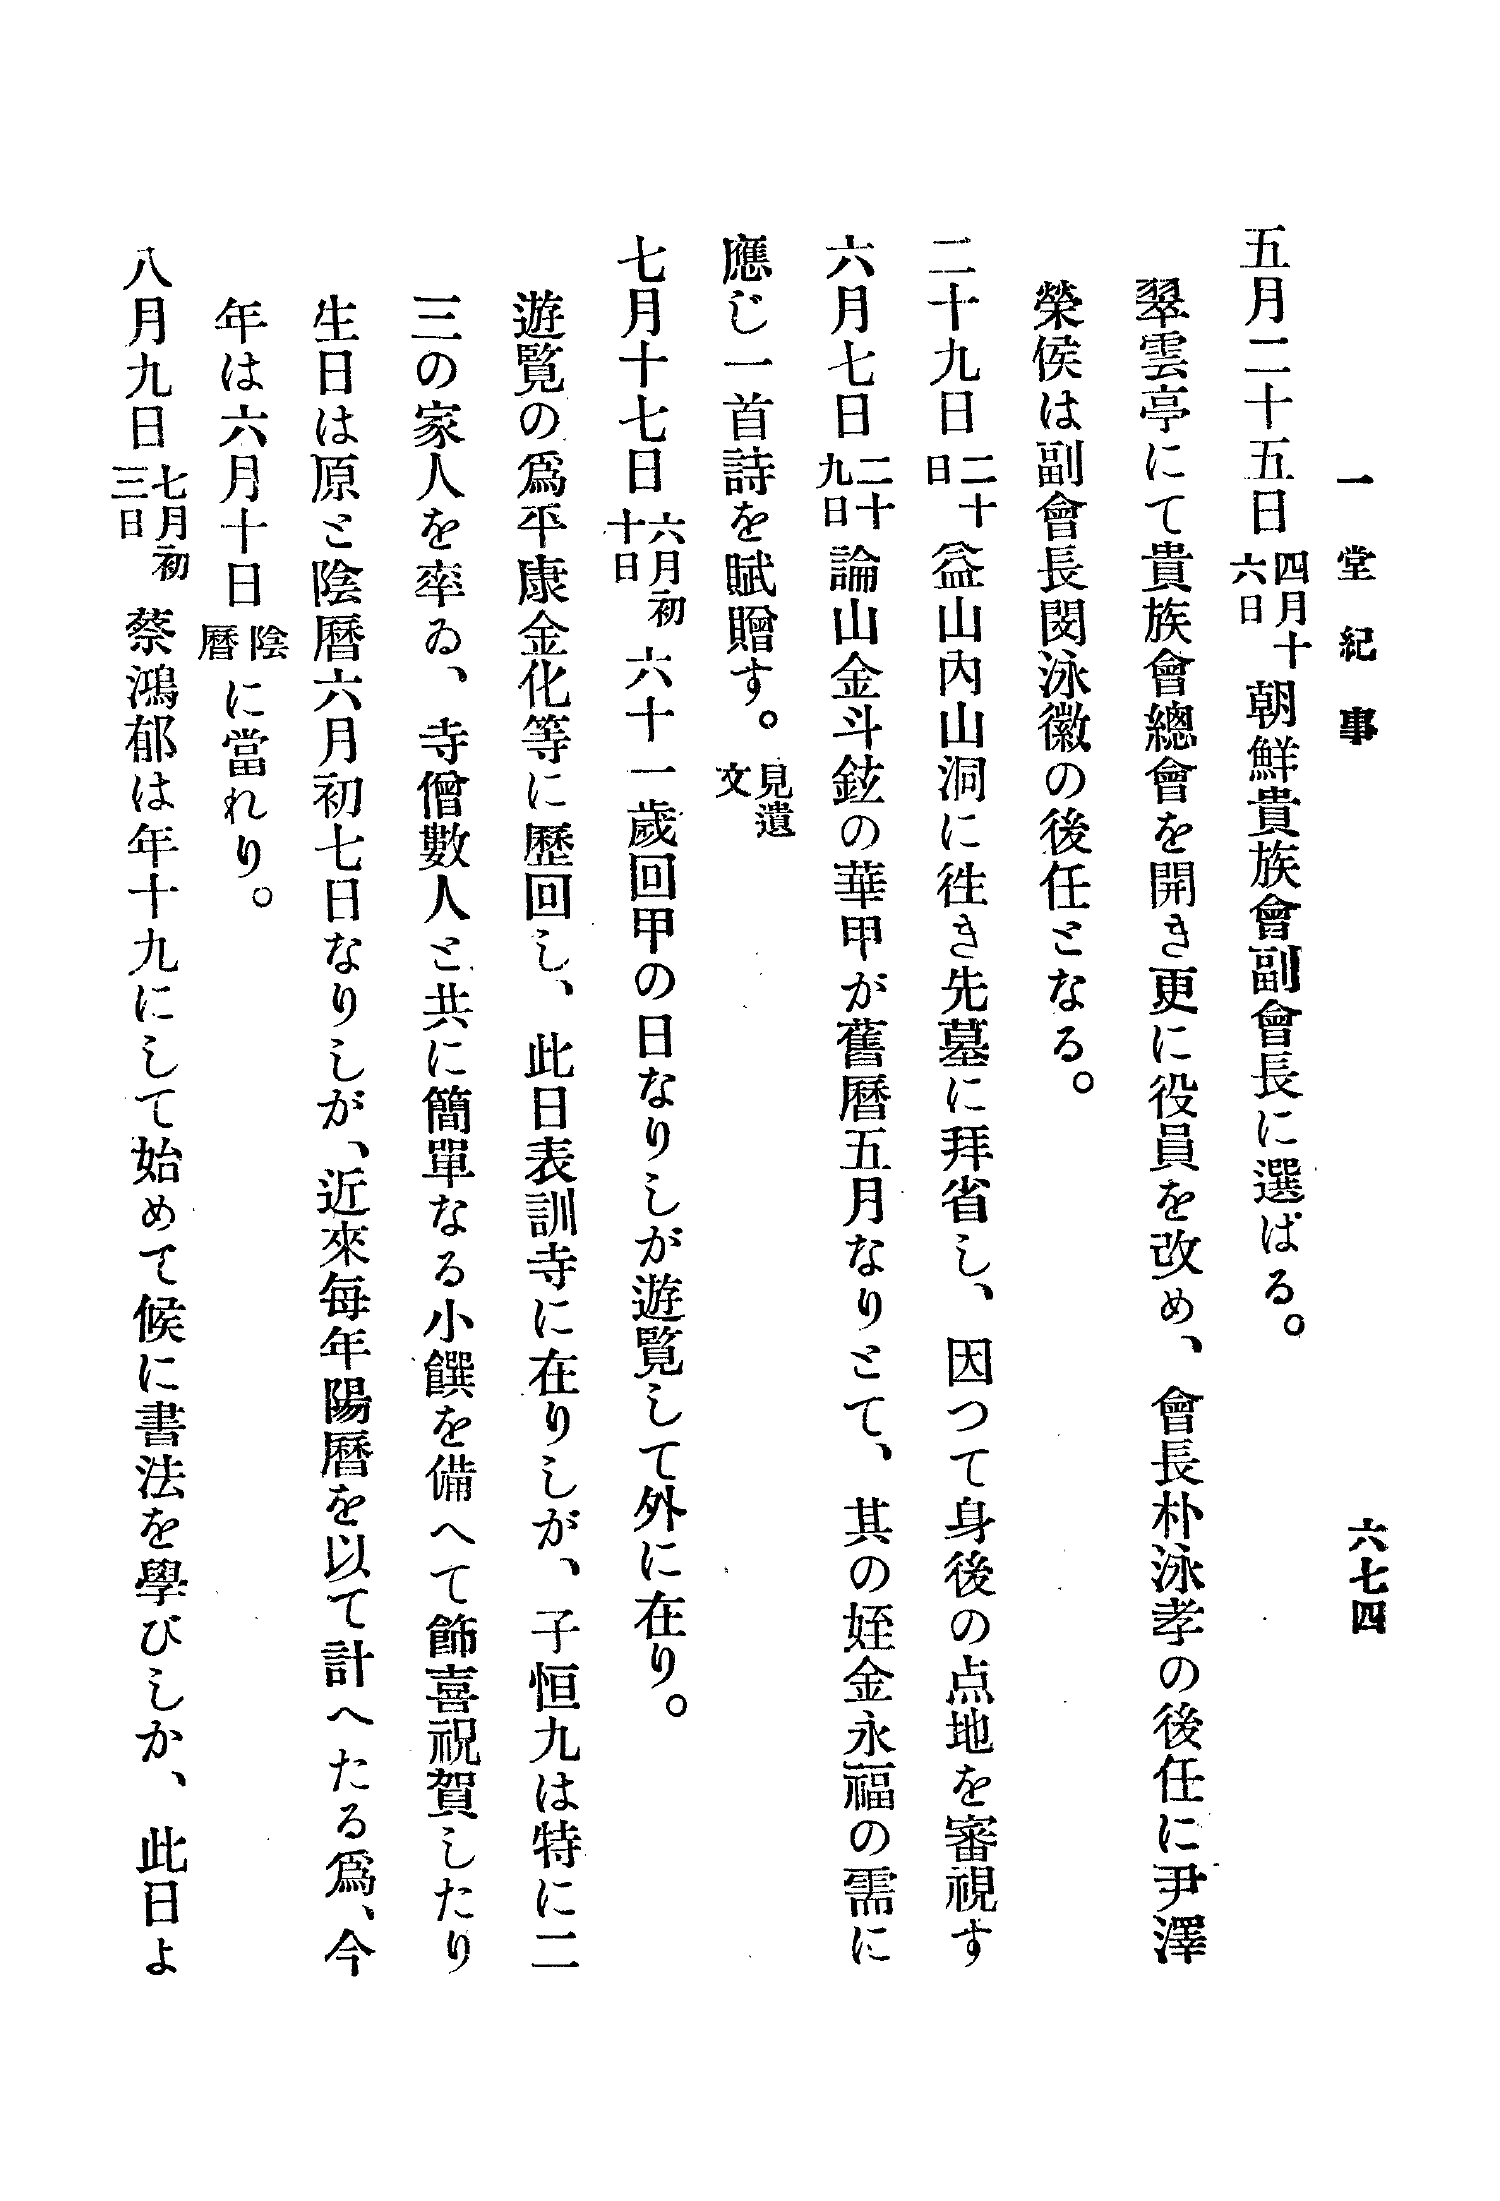 一堂紀事
六七四
五月二十五日四月十六日朝鮮貴族會副會長に選ばる。
翠雲亭にて貴族會總會を開き更に役員を改め、會長朴泳孝の後任に尹澤
榮侯は副會長閔泳徽の後任となる。
二十九日二十日益山內山洞に徃き先墓に拜省し、因つて身後の点地を審視す
六月七日二十九日論山金斗鉉の華甲が舊曆五月なりとて、其の姪金永福の需に
應じ一首詩を賦贈す。見遺文
七月十七日六月初十日六十一歲回甲の日なりしが遊覽して外に在り。
遊覽の爲平康金化等に歷回し、此日表訓寺に在りしが、子恒九は特に二
三の家人を率ゐ、寺僧數人と共に簡單なる小饌を備へて飾喜祝賀したり
生日は原と陰曆六月初七日なりしが、近來每年陽曆を以て計へたる爲、今
年は六月十日陰曆に當れり。
八月九日七月初三日蔡鴻郁は年十九にして始めて候に書法を學びしか、此日よ